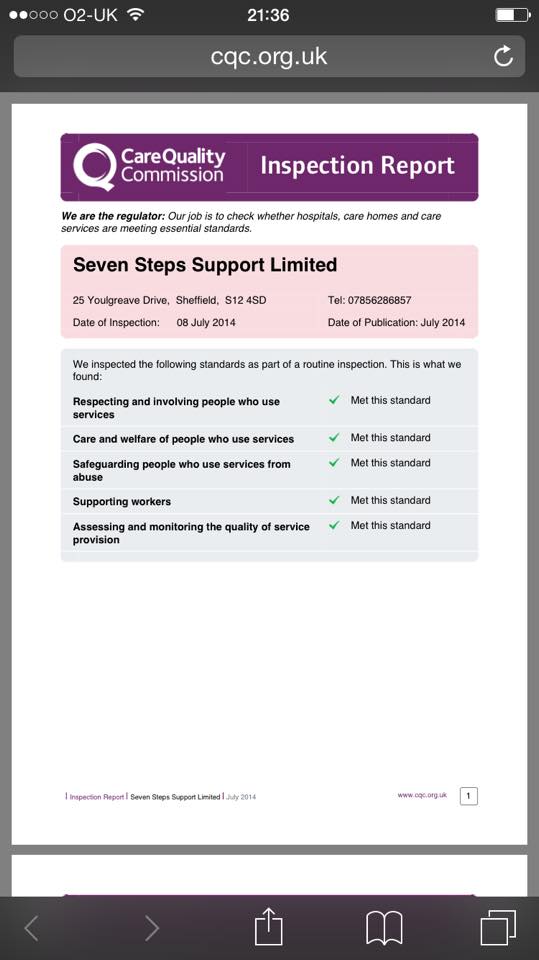 O2-UK 21:36
cqc.org.uk
CareQuality
Commission
Inspection Report
We are the regulator: Our job is to check whether hospitals, care homes and care
services are meeting essential standards.
Seven Steps Support Limited
25 Youlgreave Drive, Sheffield, S12 4SD Tel: 07856286857
Date of Inspection: 08 July 2014 Date of Publication: July 2014
We inspected the following standards as part of a routine inspection. This is what we
found:
Respecting and involving people who use
services
Met this standard
Care and welfare of people who use services Met this standard
Safeguarding people who use services from
abuse
Met this standard
Supporting workers Met this standard
Assessing and monitoring the quality of service
provision
Met this standard
| Inspection Report | Seven Steps Support Limited | July 2014 www.cqc.org.uk 1